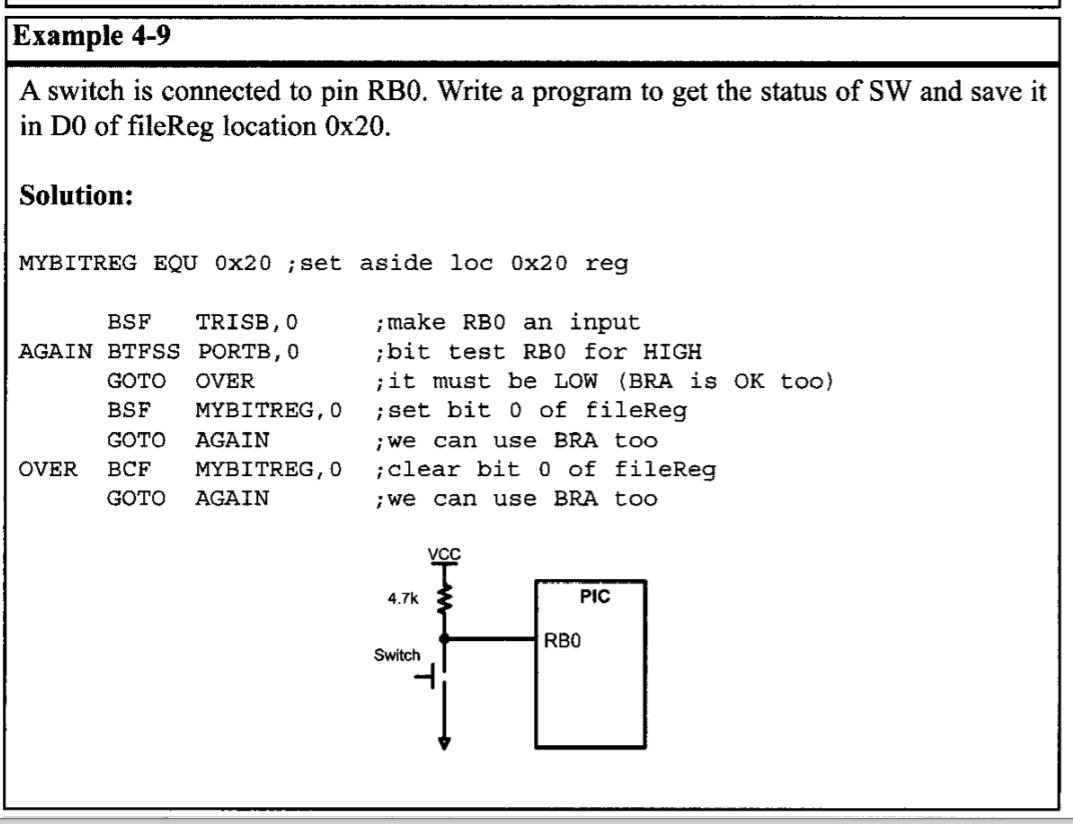 Example 4-9
A switch is connected to pin RB0. Write a program to get the status of SW and save it
in D0 of fileReg location 0x20.
Solution:
MYBITREG EQU 0x20 ;set aside loc 0x20 reg
BSF TRISB,0 ;make RB0 an input
AGAIN BTFSS PORTB,0 ;bit test RB0 for HIGH
GOTO OVER ;it must be LOW (BRA is OK too)
BSF MYBITREG,0 ;set bit 0 of fileReg
GOTO AGAIN ;we can use BRA too
OVER BCF MYBITREG,0 ;clear bit 0 of fileReg
GOTO AGAIN ;we can use BRA too
VCC
4.7k
PIC
RB0
Switch